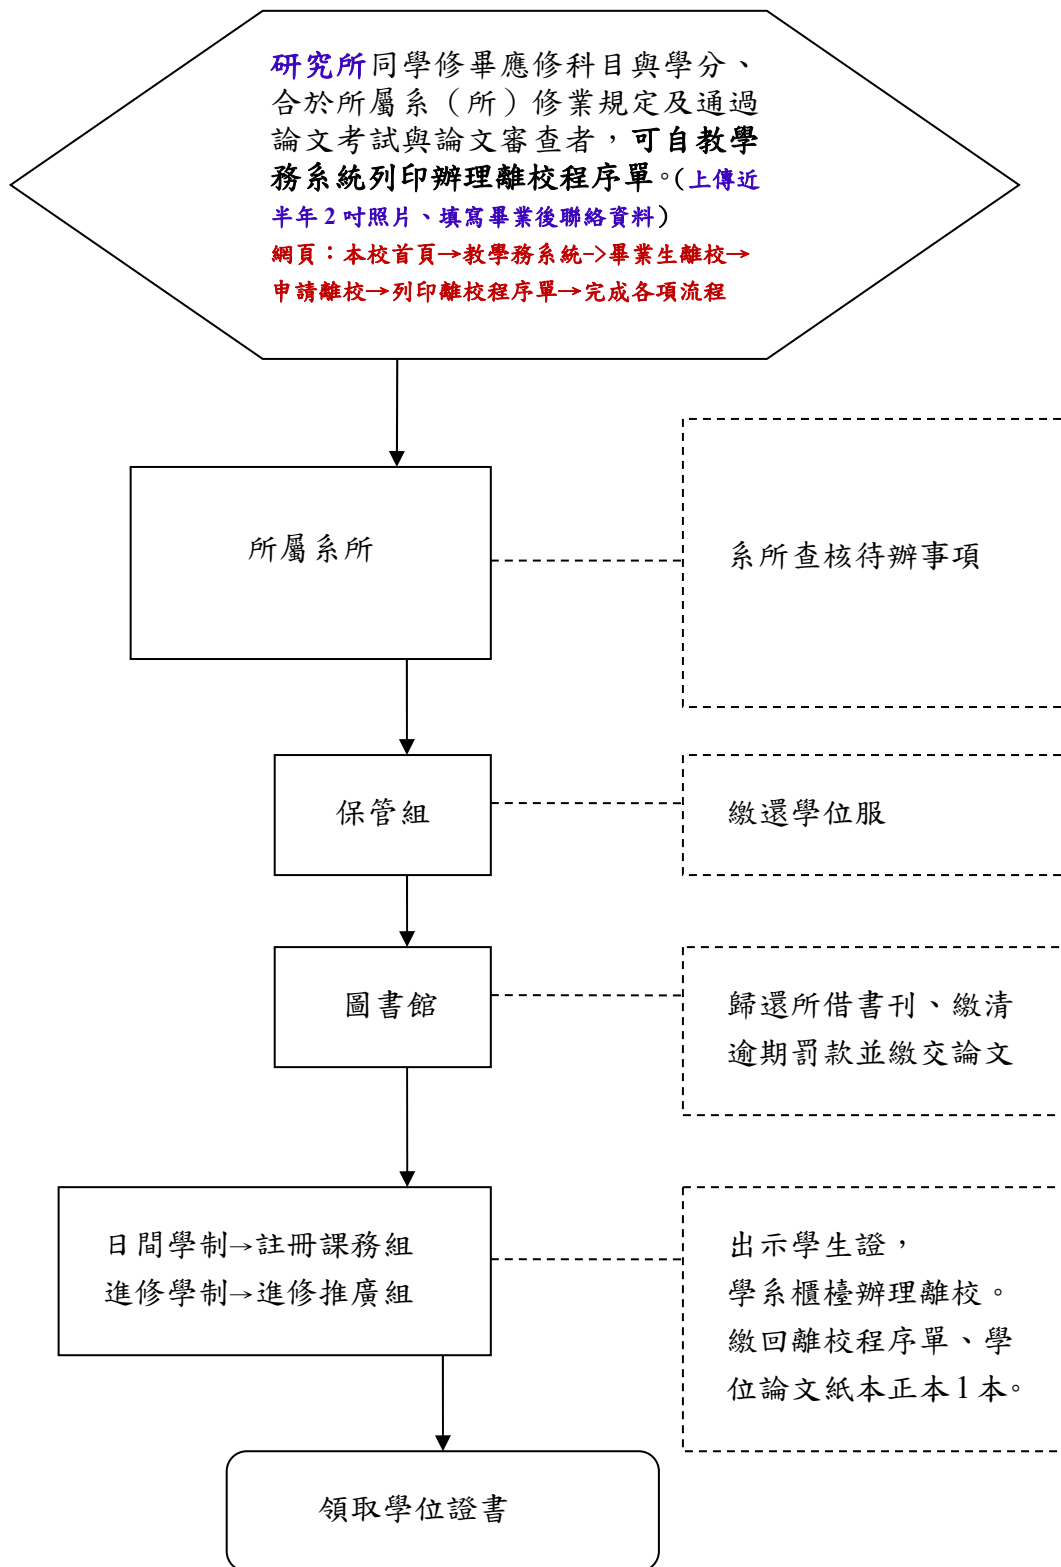 研究所同學修畢應修科目與學分、
合於所屬系（所）修業規定及通過
論文考試與論文審查者，可自教學
務系統列印辦理離校程序單。(上傳近
半年2吋照片、填寫畢業後聯絡資料)
網頁：本校首頁→教學務系統->畢業生離校→
申請離校→列印離校程序單→完成各項流程
所屬系所
系所查核待辦事項
保管組
繳還學位服
圖書館
歸還所借書刊、繳清
逾期罰款並繳交論文
日間學制→註冊課務組
進修學制→進修推廣組
出示學生證，
學系櫃檯辦理離校。
繳回離校程序單、學
位論文紙本正本1本。
領取學位證書